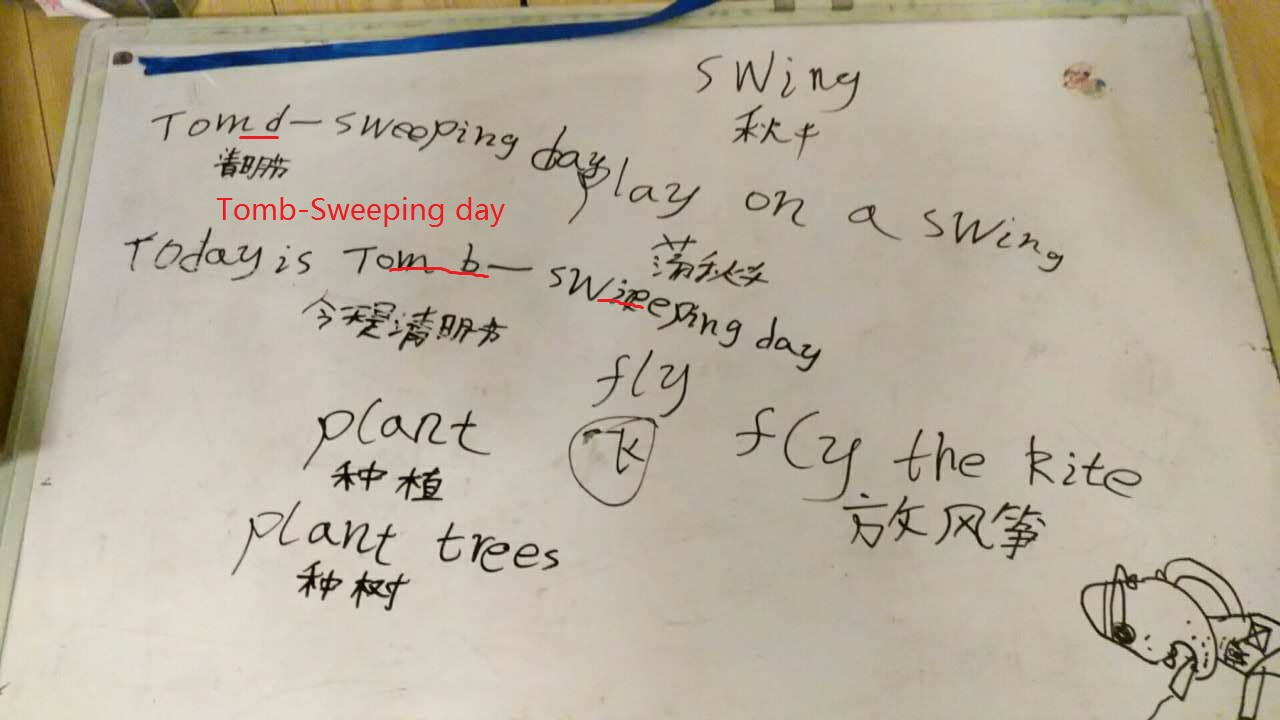 swing
秋千
Tomd-sweeping day
清明节
play on a swing
Tomb-Sweeping day
荡秋千
Today is Tomb-swipeeping day
今天是清明节
fly
plant
k
fly the kite
种植
放风筝
plant trees
种树